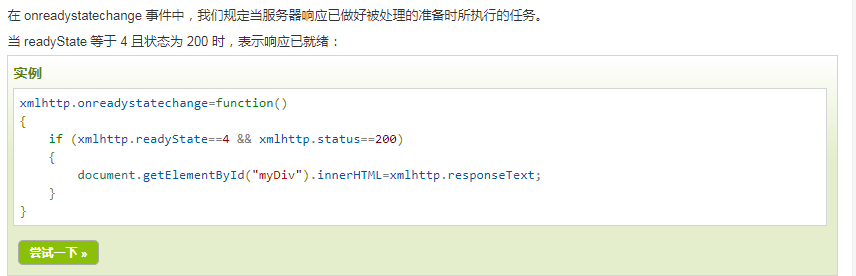 在 onreadystatechange 事件中，我们规定当服务器响应已做好被处理的准备时所执行的任务。
当 readyState 等于 4 且状态为 200 时，表示响应已就绪：
实例
xmlhttp.onreadystatechange=function()
{
    if (xmlhttp.readyState==4 && xmlhttp.status==200)
    {
        document.getElementById("myDiv").innerHTML=xmlhttp.responseText;
    }
}
尝试一下 »